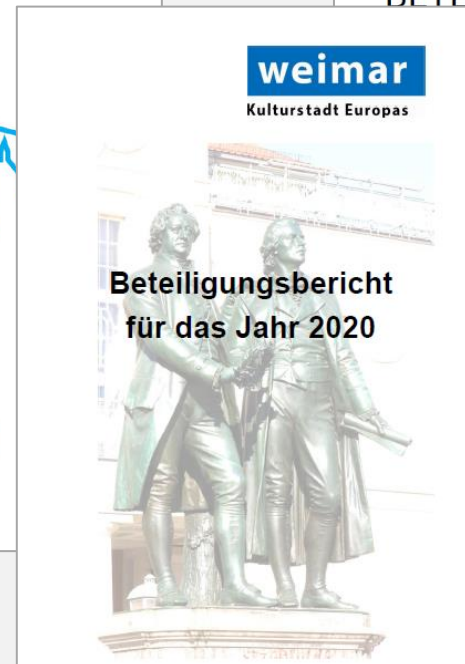 weimar
Kulturstadt Europas
Beteiligungsbericht
für das Jahr 2020